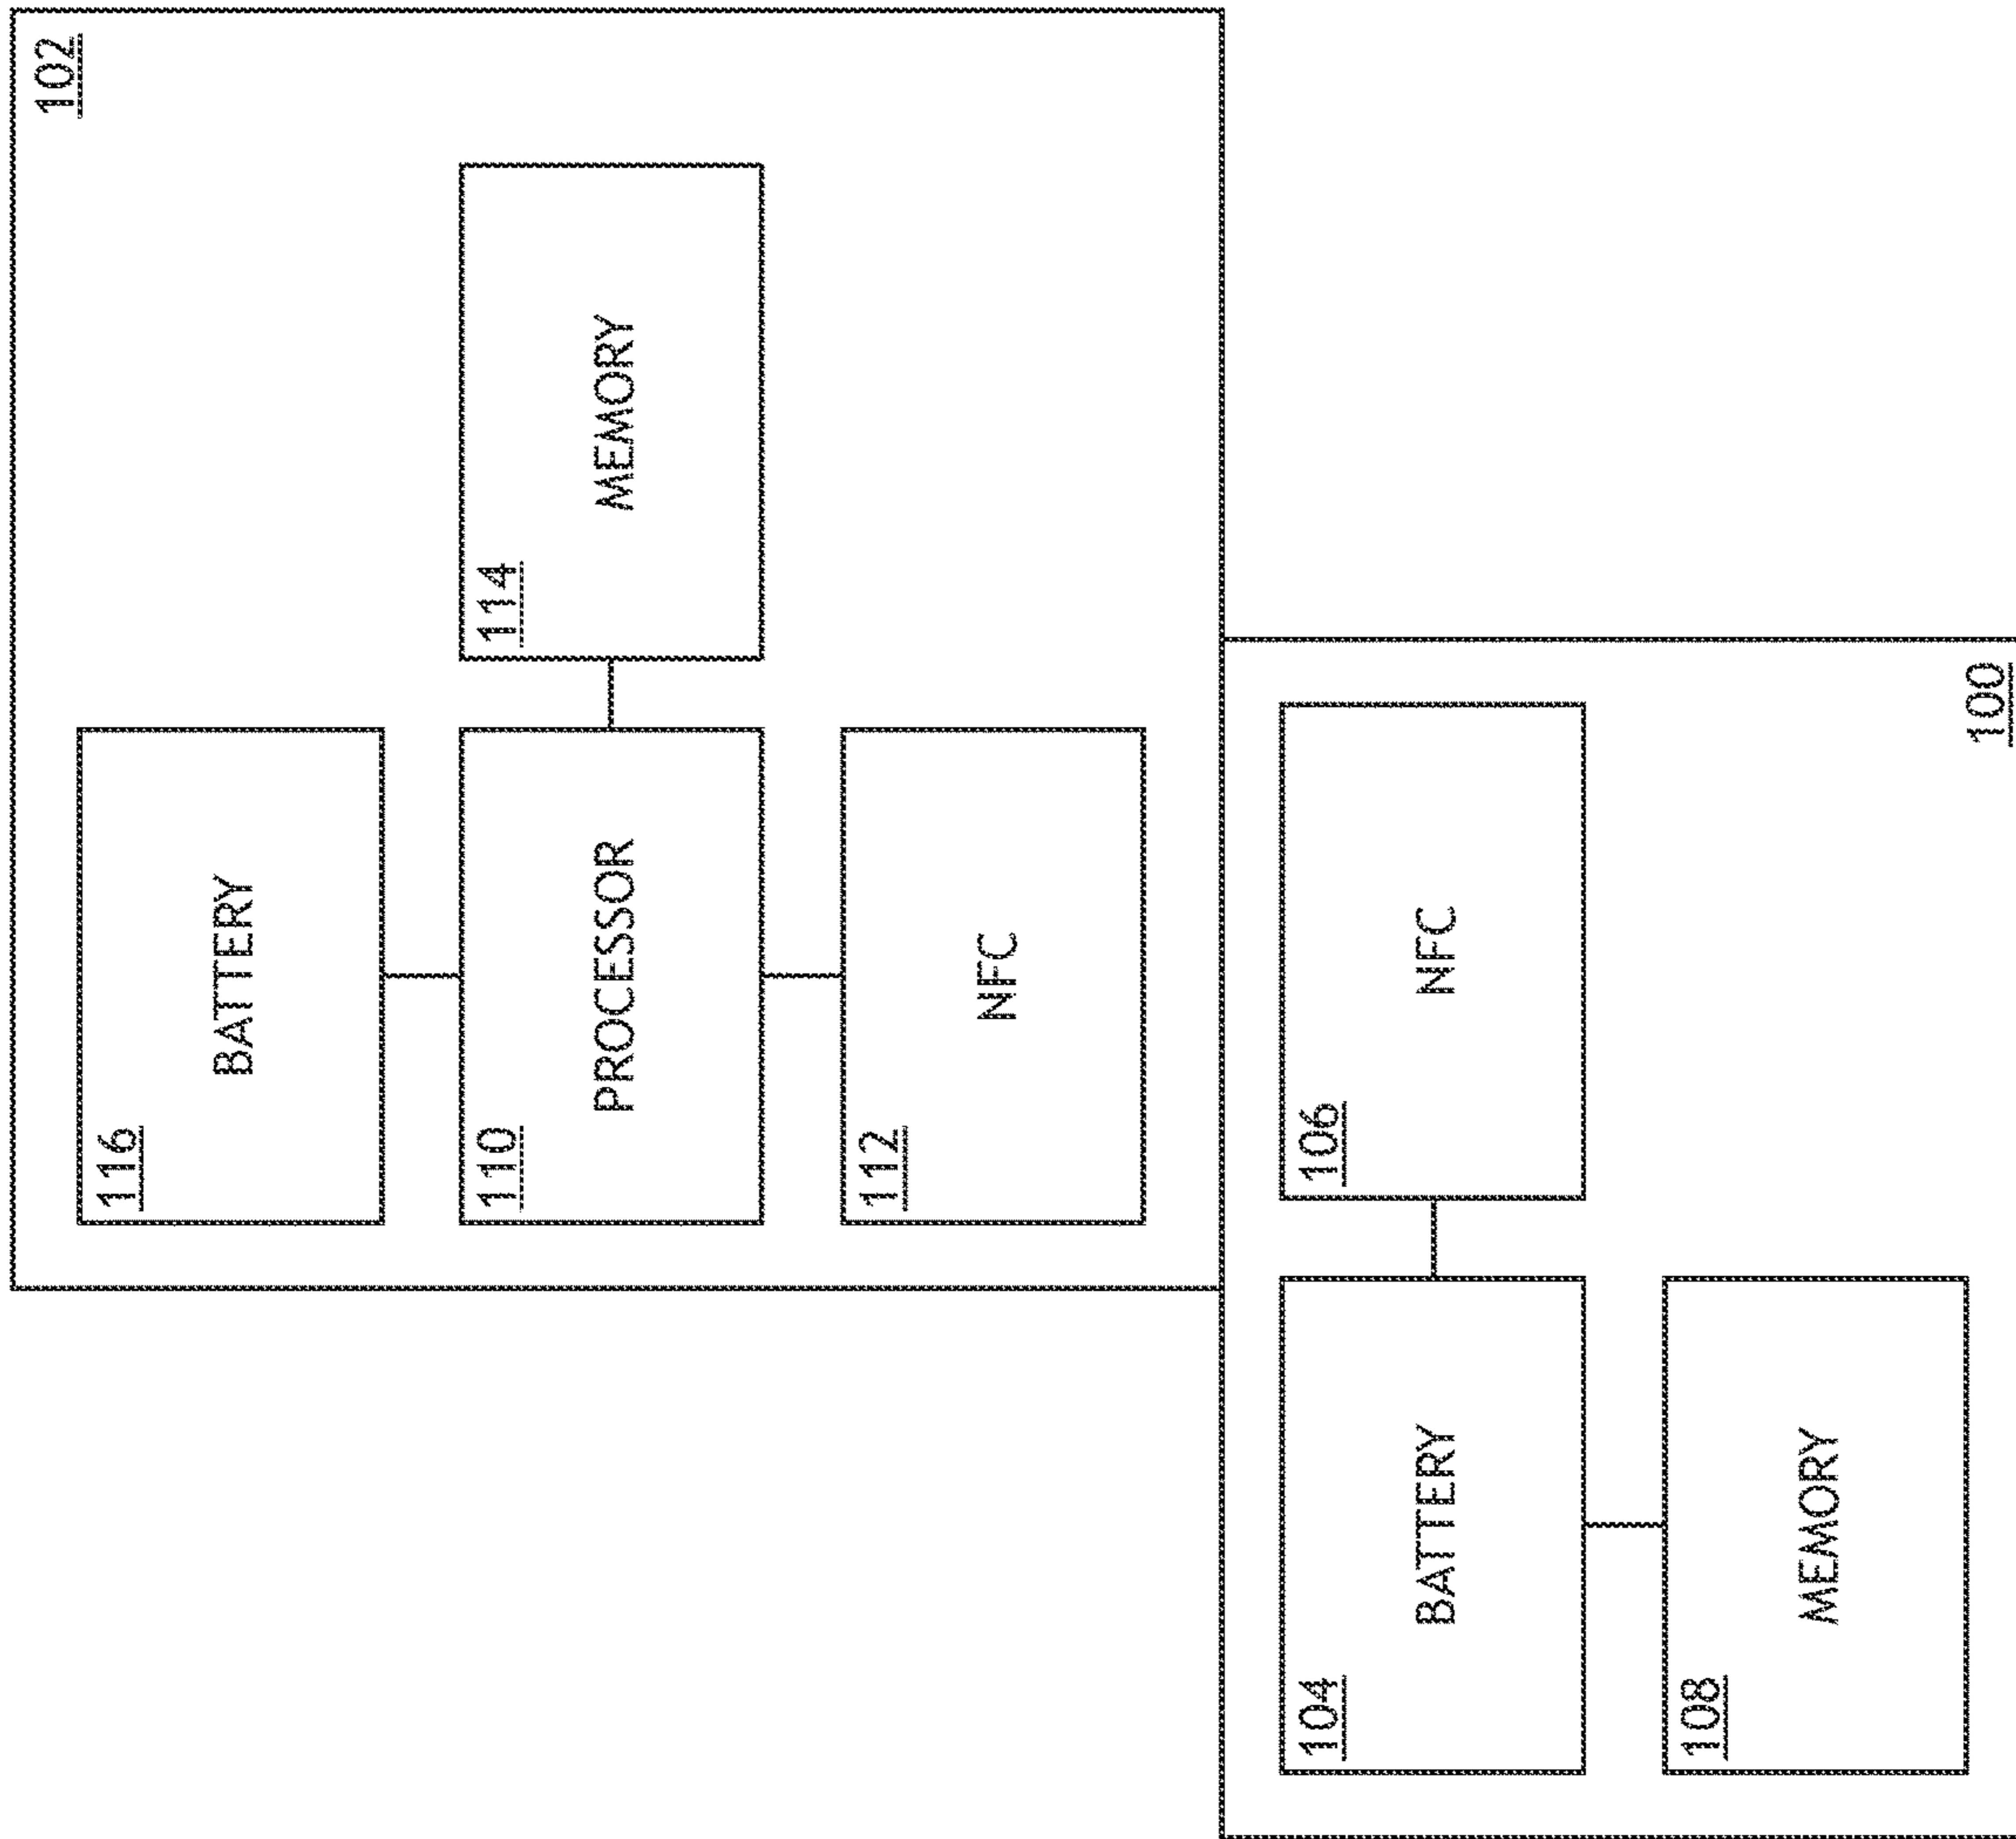 102
116
BATTERY
110
PROCESSOR
114
MEMORY
112
NFC
104
BATTERY
106
NFC
108
MEMORY
100